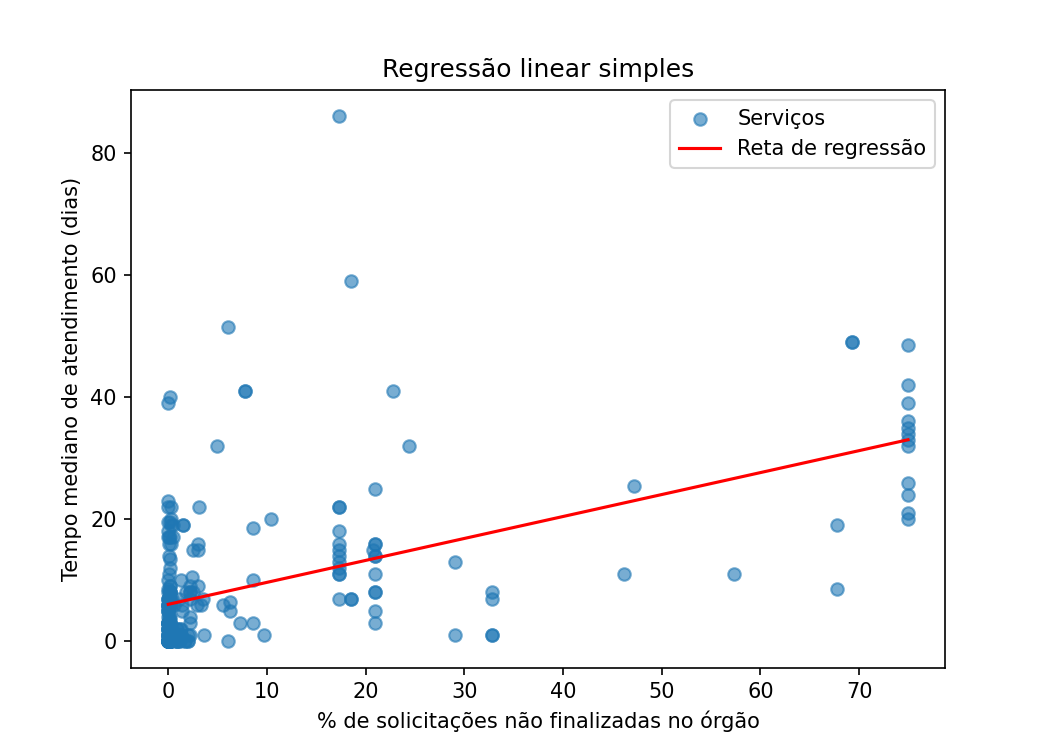 Regressão linear simples
Serviços
Reta de regressão
Tempo mediano de atendimento (dias)
80
60
40
20
0
0 10 20 30 40 50 60 70
% de solicitações não finalizadas no órgão